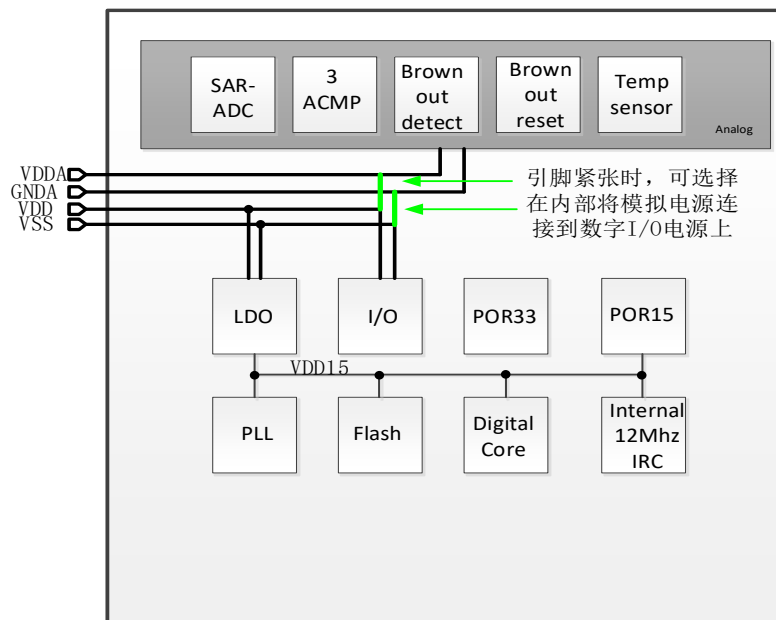 SAR-
ADC
3
ACMP
Brown
out
detect
Brown
out
reset
Temp
sensor
Analog
VDDA
GNDA
VDD
VSS
引脚紧张时，可选择
在内部将模拟电源连
接到数字I/O电源上
LDO
I/O
POR33
POR15
VDD15
PLL
Flash
Digital
Core
Internal
12Mhz
IRC